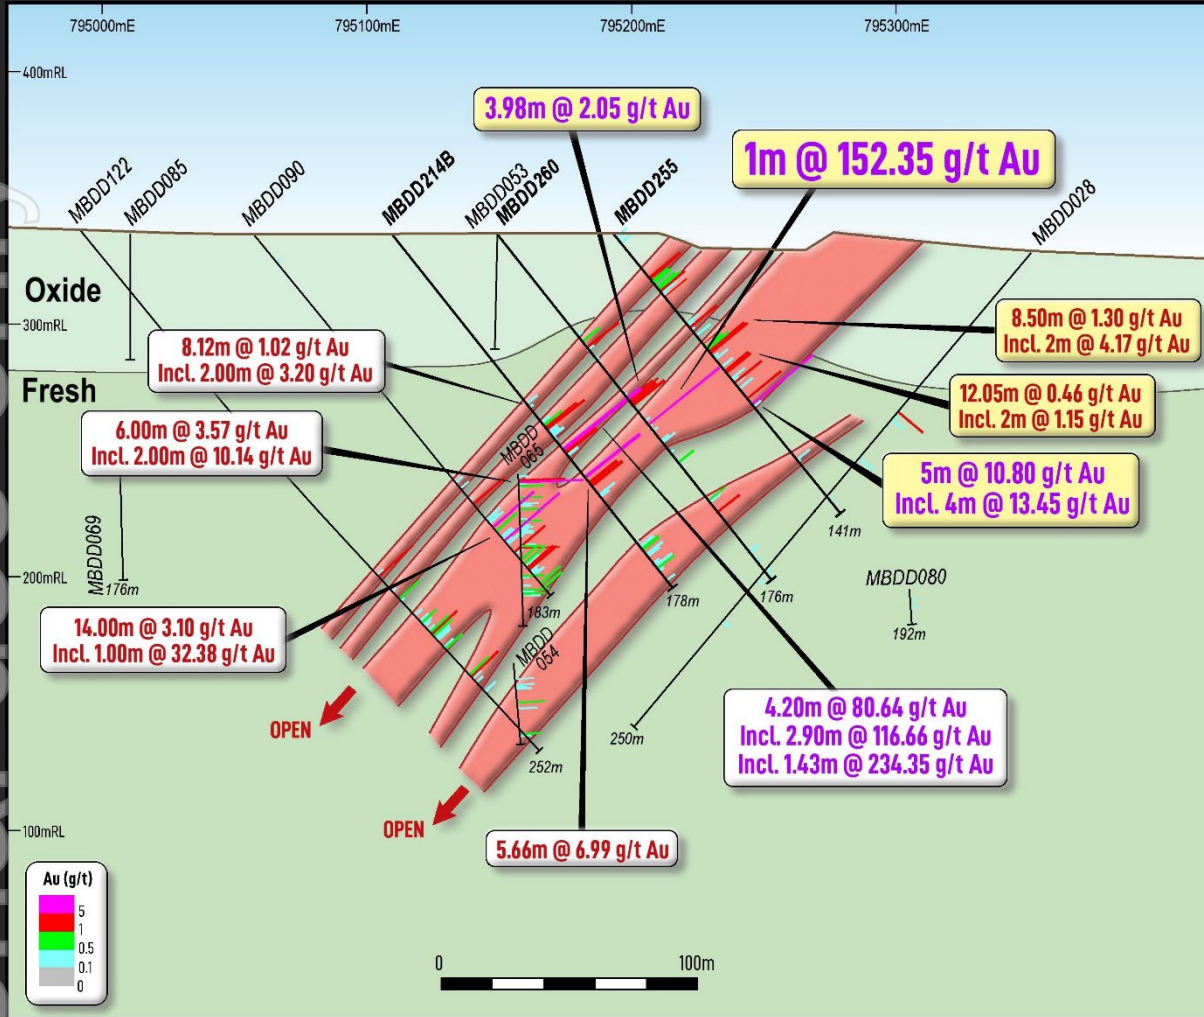 795000mE
795100mE
795200mE
795300mE
400mRL
3.98m @ 2.05 g/t Au
1m @ 152.35 g/t Au
MBDD122
MBDD085
MBDD090
MBDD214B
MBDD053
MBDD260
MBDD255
MBDD028
Oxide
300mRL
8.50m @ 1.30 g/t Au
Incl. 2m @ 4.17 g/t Au
8.12m @ 1.02 g/t Au
Incl. 2.00m @ 3.20 g/t Au
Fresh
12.05m @ 0.46 g/t Au
Incl. 2m @ 1.15 g/t Au
6.00m @ 3.57 g/t Au
Incl. 2.00m @ 10.14 g/t Au
MBDD
065
5m @ 10.80 g/t Au
Incl. 4m @ 13.45 g/t Au
141m
MBDD069
176m
200mRL
MBDD080
192m
183m
178m
176m
14.00m @ 3.10 g/t Au
Incl. 1.00m @ 32.38 g/t Au
MBDD
054
OPEN
250m
252m
4.20m @ 80.64 g/t Au
Incl. 2.90m @ 116.66 g/t Au
Incl. 1.43m @ 234.35 g/t Au
OPEN
100mRL
5.66m @ 6.99 g/t Au
Au (g/t)
5
1
0.5
0.1
0
0
100m